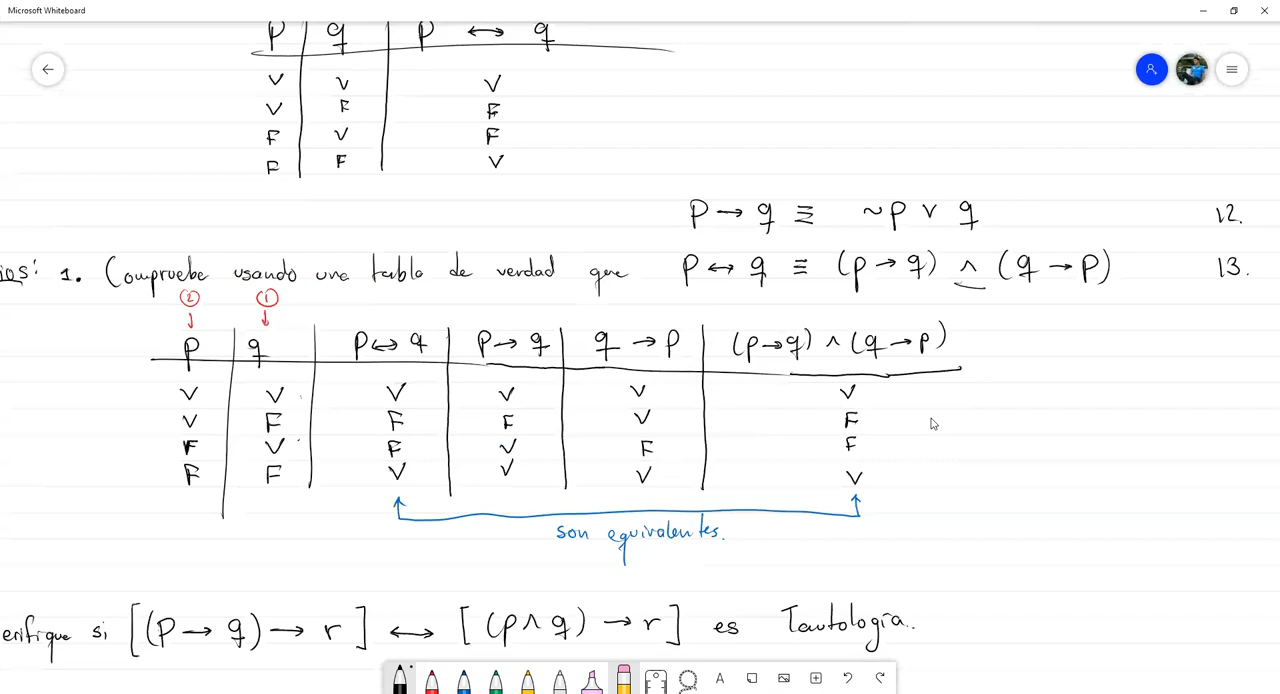 Microsoft Whiteboard
p q p ↔ q
V V V
V F F
F V F
F F V
p → q ≡ ~p ∨ q 12.
ios: 1. Compruebe usando una tabla de verdad que p ↔ q ≡ (p → q) ∧ (q → p) 13.
② ①
p q p ↔ q p → q q → p (p → q) ∧ (q → p)
V V V V V V
V F F F V F
F V F V F F
F F V V V V
son equivalentes.
erifique si [(p → q) → r] ↔ [(p ∧ q) → r] es Tautología.
A